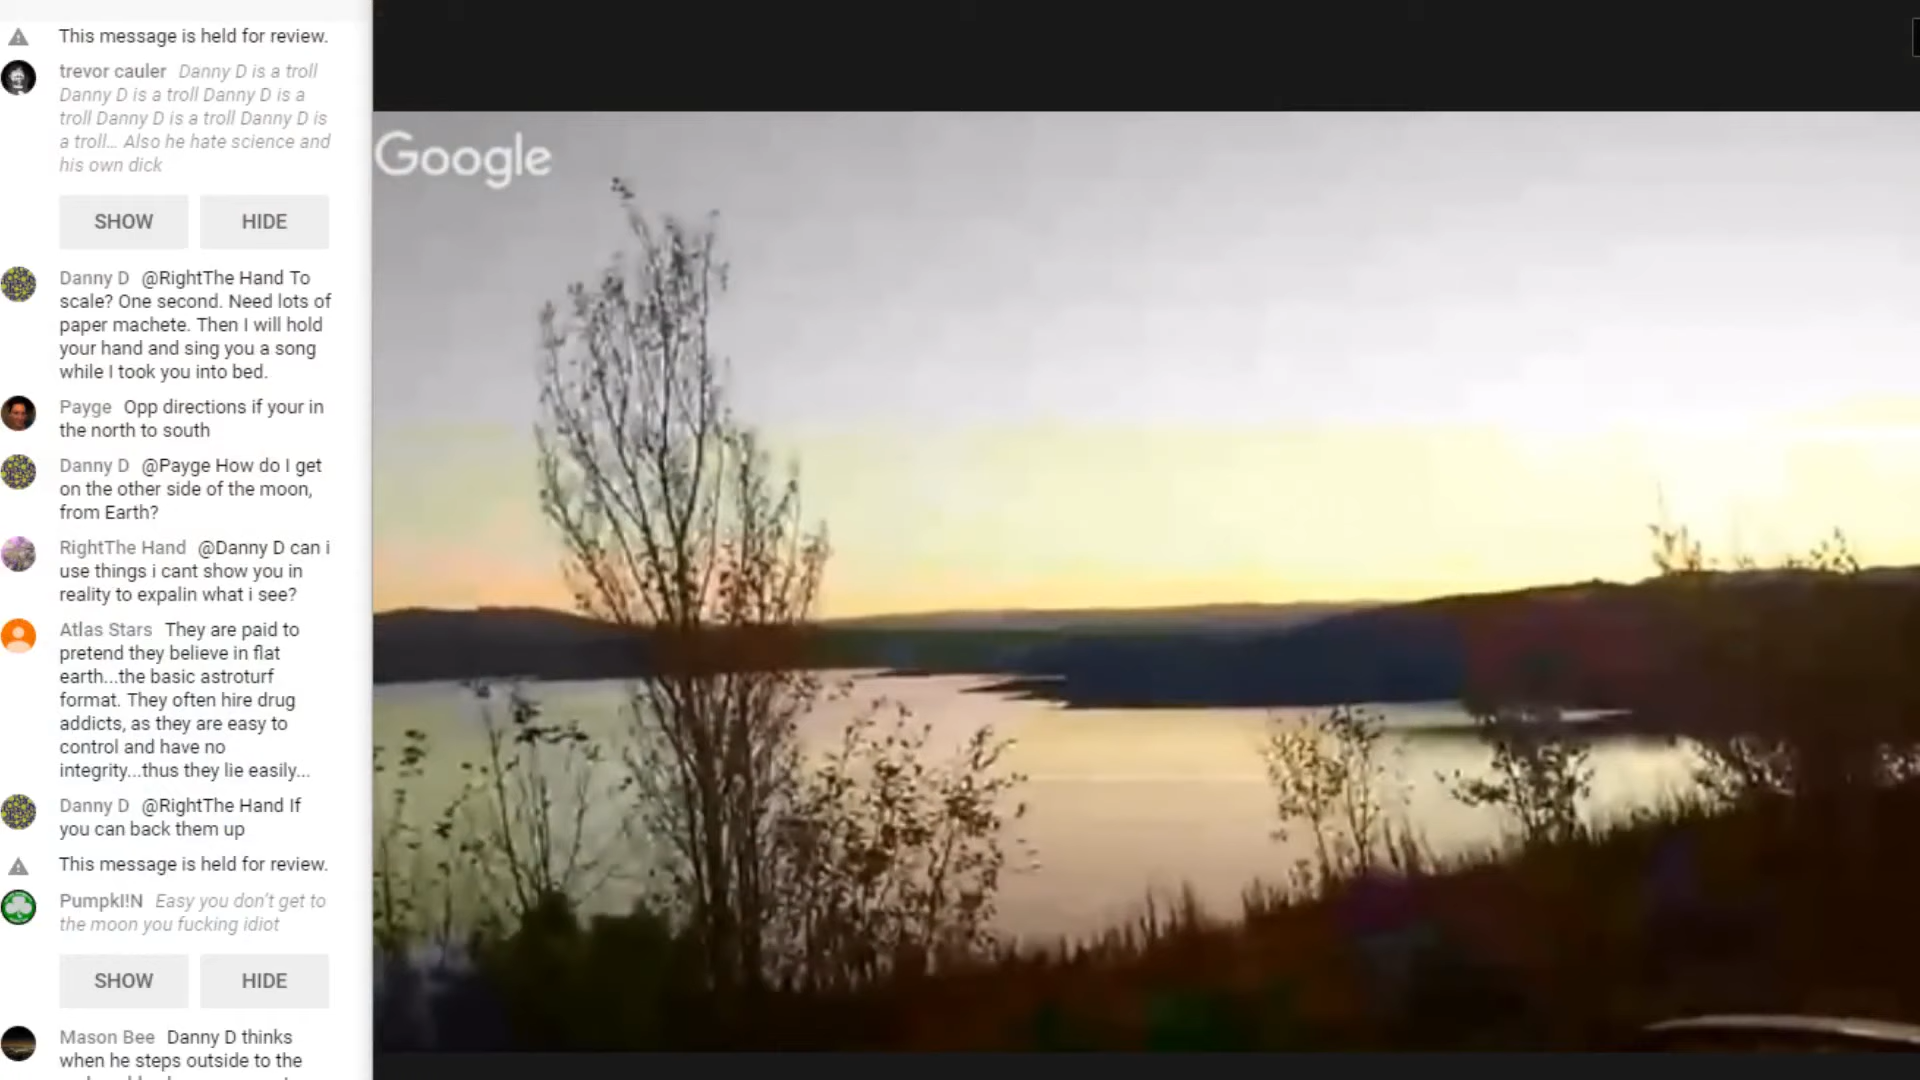 This message is held for review.
trevor cauler Danny D is a troll
Danny D is a troll Danny D is a
troll Danny D is a troll Danny D is
a troll... Also he hate science and
his own dick
SHOW HIDE
Danny D @RightThe Hand To
scale? One second. Need lots of
paper machete. Then I will hold
your hand and sing you a song
while I took you into bed.
Payge Opp directions if your in
the north to south
Danny D @Payge How do I get
on the other side of the moon,
from Earth?
RightThe Hand @Danny D can i
use things i cant show you in
reality to expalin what i see?
Atlas Stars They are paid to
pretend they believe in flat
earth...the basic astroturf
format. They often hire drug
addicts, as they are easy to
control and have no
integrity...thus they lie easily...
Danny D @RightThe Hand If
you can back them up
This message is held for review.
PumpkI!N Easy you don't get to
the moon you fucking idiot
SHOW HIDE
Mason Bee Danny D thinks
when he steps outside to the
Google